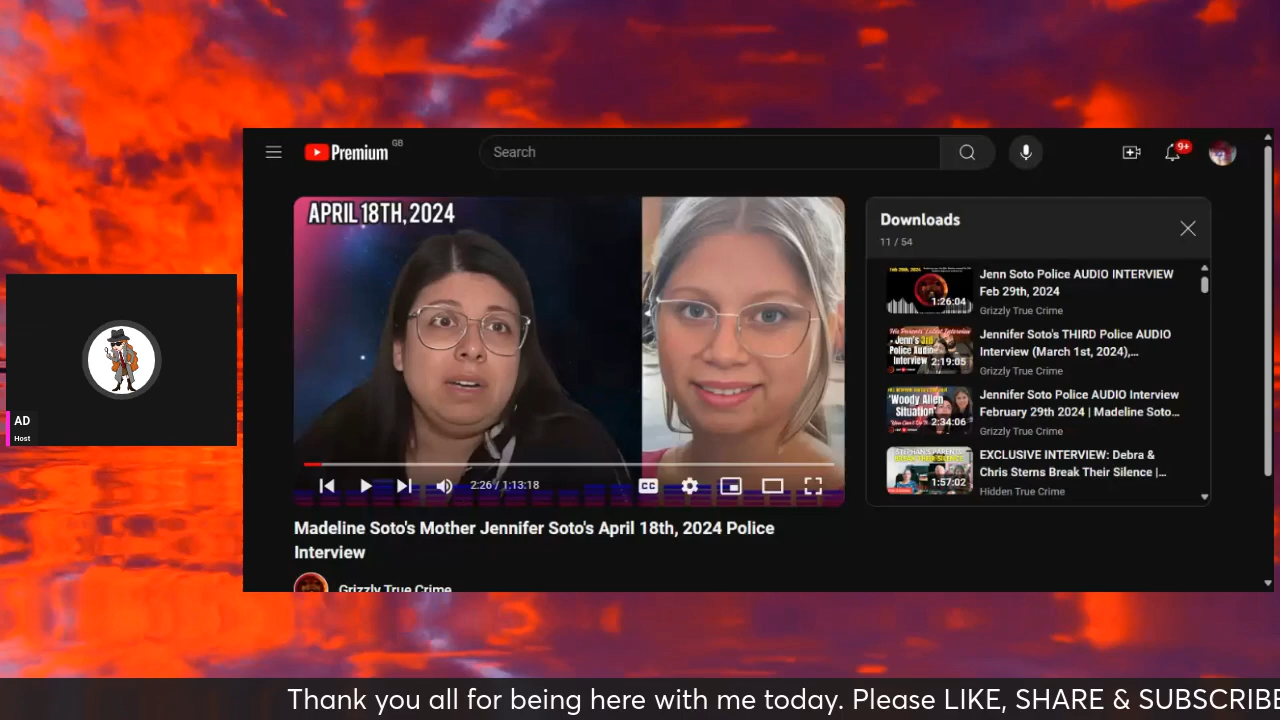 Premium GB
Search
9+
APRIL 18TH, 2024
2:26 / 1:13:18
CC
Madeline Soto's Mother Jennifer Soto's April 18th, 2024 Police
Interview
Grizzly True Crime
Downloads
11 / 54
1:26:04
Jenn Soto Police AUDIO INTERVIEW
Feb 29th, 2024
Grizzly True Crime
2:19:05
Jennifer Soto's THIRD Police AUDIO
Interview (March 1st, 2024),...
Grizzly True Crime
"Woody Allen
Situation"
2:34:06
Jennifer Soto Police AUDIO Interview
February 29th 2024 | Madeline Soto...
Grizzly True Crime
1:57:02
EXCLUSIVE INTERVIEW: Debra &
Chris Sterns Break Their Silence |...
Hidden True Crime
AD
Host
Thank you all for being here with me today. Please LIKE, SHARE & SUBSCRIBE